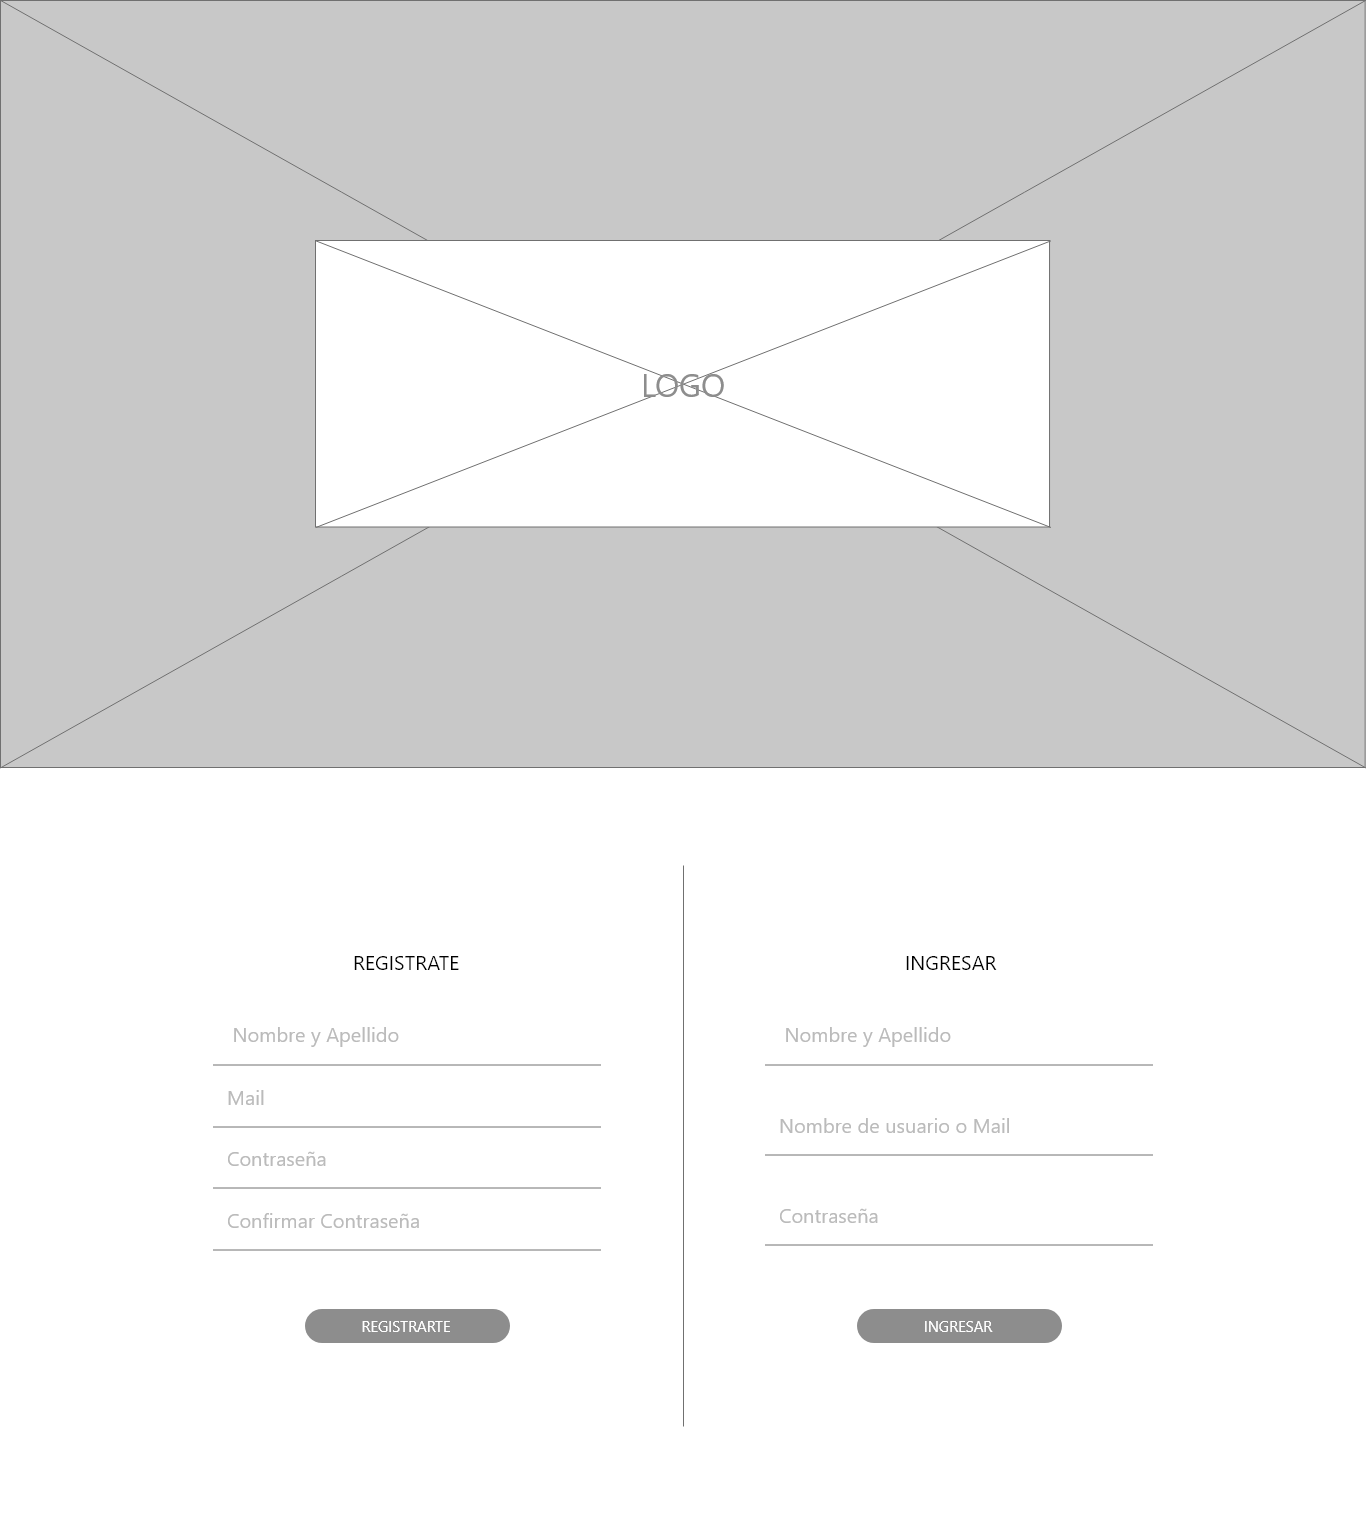 LOGO
REGISTRATE
Nombre y Apellido
Mail
Contraseña
Confirmar Contraseña
REGISTRARTE
INGRESAR
Nombre y Apellido
Nombre de usuario o Mail
Contraseña
INGRESAR